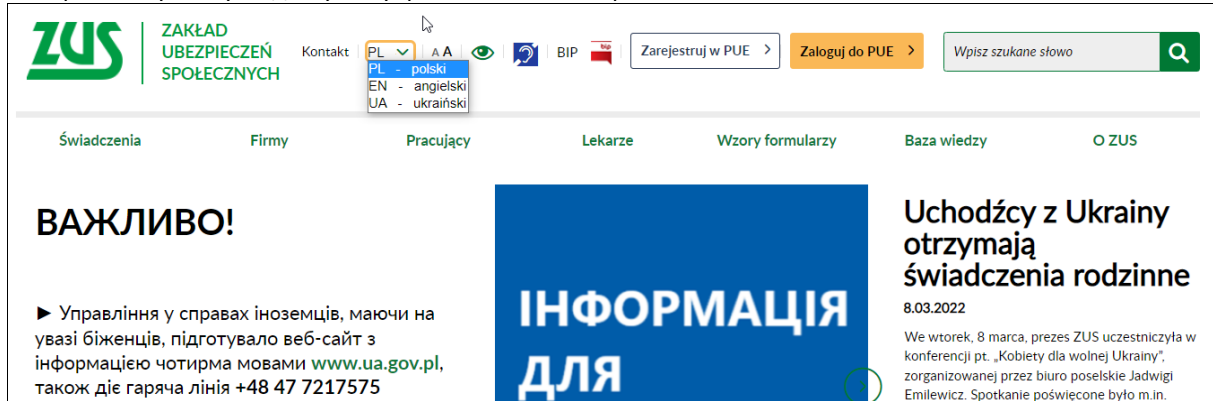 ZUS
ZAKŁAD
UBEZPIECZEŃ
SPOŁECZNYCH
Kontakt
PL
A A
BIP
bip
Zarejestruj w PUE
Zaloguj do PUE
Wpisz szukane słowo
PL - polski
EN - angielski
UA - ukraiński
Świadczenia
Firmy
Pracujący
Lekarze
Wzory formularzy
Baza wiedzy
O ZUS
ВАЖЛИВО!
► Управління у справах іноземців, маючи на
увазі біженців, підготувало веб-сайт з
інформацією чотирма мовами www.ua.gov.pl,
також діє гаряча лінія +48 47 7217575
ІНФОРМАЦІЯ
ДЛЯ
Uchodźcy z Ukrainy
otrzymają
świadczenia rodzinne
8.03.2022
We wtorek, 8 marca, prezes ZUS uczestniczyła w
konferencji pt. „Kobiety dla wolnej Ukrainy”,
zorganizowanej przez biuro poselskie Jadwigi
Emilewicz. Spotkanie poświęcone było m.in.